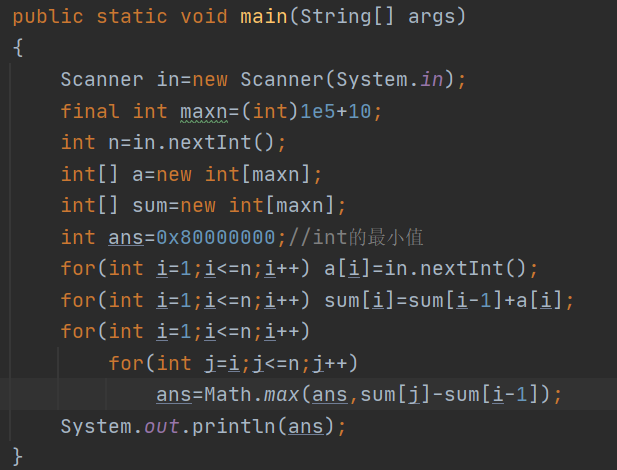 public static void main(String[] args)
{
Scanner in=new Scanner(System.in);
final int maxn=(int)1e5+10;
int n=in.nextInt();
int[] a=new int[maxn];
int[] sum=new int[maxn];
int ans=0x80000000;//int的最小值
for(int i=1;i<=n;i++) a[i]=in.nextInt();
for(int i=1;i<=n;i++) sum[i]=sum[i-1]+a[i];
for(int i=1;i<=n;i++)
for(int j=i;j<=n;j++)
ans=Math.max(ans,sum[j]-sum[i-1]);
System.out.println(ans);
}